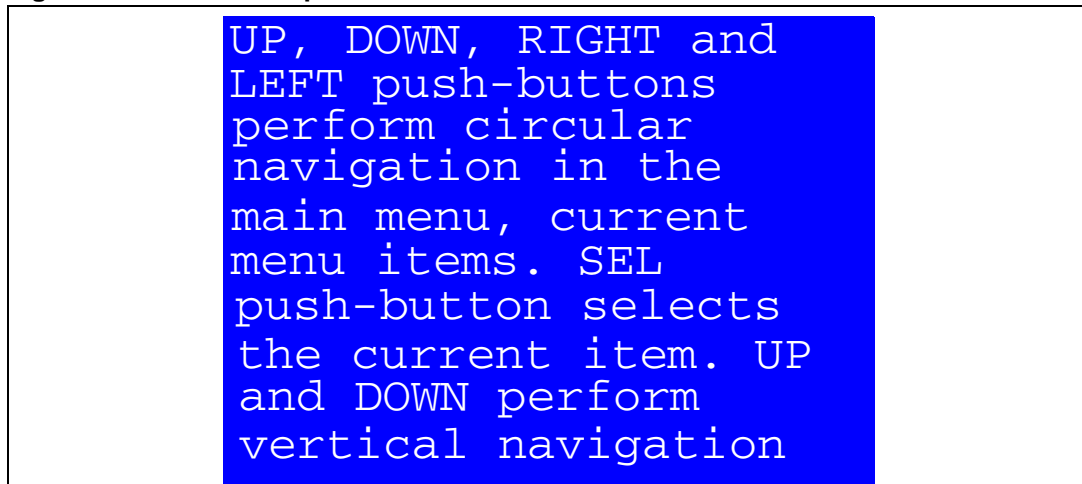 UP, DOWN, RIGHT and
LEFT push-buttons
perform circular
navigation in the
main menu, current
menu items. SEL
push-button selects
the current item. UP
and DOWN perform
vertical navigation